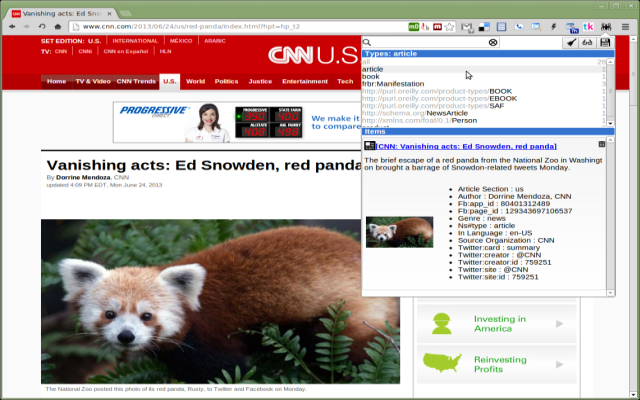 Vanishing acts: Ed Snowd
www.cnn.com/2013/06/24/us/red-panda/index.html?hpt=hp_t2
SET EDITION: U.S. INTERNATIONAL MÉXICO ARABIC
TV: CNN CNNi CNN en Español HLN
CNN U.S.
Home TV & Video CNN Trends U.S. World Politics Justice Entertainment Tech
PROGRESSIVE
DIRECT
PROGRESSIVE STATE FARM
ALLSTATE NAT. FAMILY
We make it
to compare
Vanishing acts: Ed Snowden, red panda
By Dorrine Mendoza, CNN
updated 4:09 PM EDT, Mon June 24, 2013
The National Zoo posted this photo of its red panda, Rusty, to Twitter and Facebook on Monday.
Types: article
all
article
book
frbr:Manifestation
http://purl.oreilly.com/product-types/BOOK
http://purl.oreilly.com/product-types/EBOOK
http://purl.oreilly.com/product-types/SAF
http://schema.org/NewsArticle
http://xmlns.com/foaf/0.1/Person
Items
[CNN: Vanishing acts: Ed Snowden, red panda]
The brief escape of a red panda from the National Zoo in Washingt
on brought a barrage of Snowdon-related tweets Monday.
Article Section : us
Author : Dorrine Mendoza, CNN
Fb:app_id : 80401312489
Fb:page_id : 129343697106537
Genre : news
Ns#type : article
In Language : en-US
Source Organization : CNN
Twitter:card : summary
Twitter:creator : @CNN
Twitter:creator:id : 759251
Twitter:site : @CNN
Twitter:site:id : 759251
Investing in
America
Reinvesting
Profits